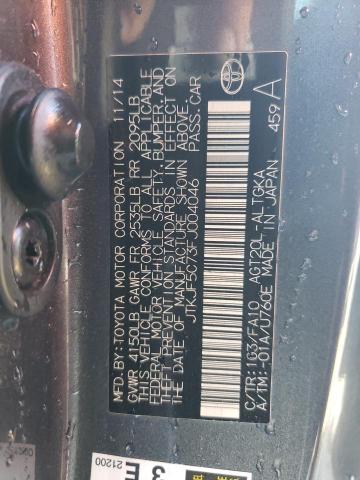 MFD.BY:TOYOTA MOTOR CORPORATION 11/14
GVWR 4150LB GAWR FR 2535LB RR 2095LB
THIS VEHICLE CONFORMS TO ALL APPLICABLE
FEDERAL MOTOR VEHICLE SAFETY, BUMPER, AND
THEFT PREVENTION STANDARDS IN EFFECT ON
THE DATE OF MANUFACTURE SHOWN ABOVE.
JTKJF5C73FJ004046 PASS.CAR
C/TR:1G3/FA10 AGT20L-ALTGKA
A/TM:-01A/U760E MADE IN JAPAN 459 A
21200
3
E